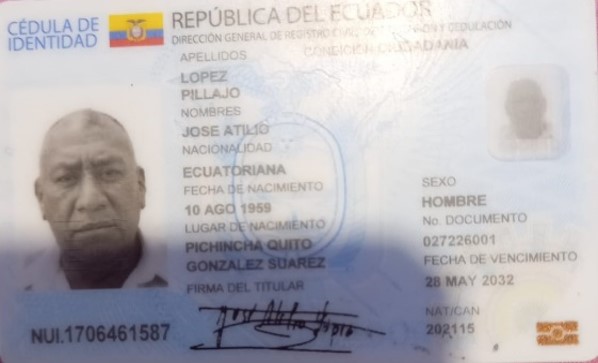 CÉDULA DE
IDENTIDAD
REPÚBLICA DEL ECUADOR
DIRECCIÓN GENERAL DE REGISTRO CIVIL, IDENTIFICACIÓN Y CEDULACIÓN
APELLIDOS
CONDICIÓN CIUDADANÍA
LOPEZ
PILLAJO
NOMBRES
JOSE ATILIO
NACIONALIDAD
ECUATORIANA
FECHA DE NACIMIENTO
10 AGO 1959
LUGAR DE NACIMIENTO
PICHINCHA QUITO
GONZALEZ SUAREZ
FIRMA DEL TITULAR
SEXO
HOMBRE
No. DOCUMENTO
027226001
FECHA DE VENCIMIENTO
28 MAY 2032
NAT/CAN
202115
NUI.1706461587